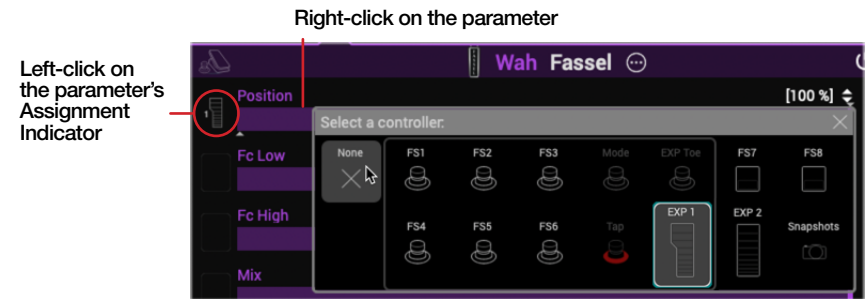 Right-click on the parameter
Left-click on
the parameter's
Assignment
Indicator
Wah Fassel
Position
[100 %]
1
Select a controller:
Fc Low
None
FS1
FS2
FS3
Mode
EXP Toe
FS7
FS8
Fc High
FS4
FS5
FS6
Tap
EXP 1
EXP 2
Snapshots
Mix